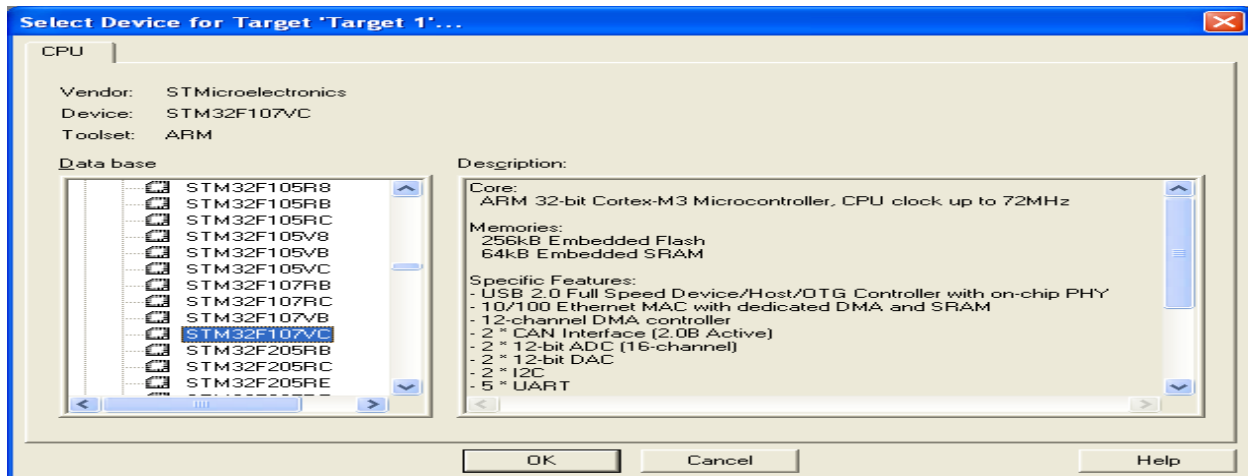 Select Device for Target 'Target 1'...
CPU
Vendor: STMicroelectronics
Device: STM32F107VC
Toolset: ARM
Data base
STM32F105R8
STM32F105RB
STM32F105RC
STM32F105V8
STM32F105VB
STM32F105VC
STM32F107RB
STM32F107RC
STM32F107VB
STM32F107VC
STM32F205RB
STM32F205RC
STM32F205RE
Description:
Core:
ARM 32-bit Cortex-M3 Microcontroller, CPU clock up to 72MHz
Memories:
256kB Embedded Flash
64kB Embedded SRAM
Specific Features:
- USB 2.0 Full Speed Device/Host/OTG Controller with on-chip PHY
- 10/100 Ethernet MAC with dedicated DMA and SRAM
- 12-channel DMA controller
- 2 * CAN Interface (2.0B Active)
- 2 * 12-bit ADC (16-channel)
- 2 * 12-bit DAC
- 2 * I2C
- 5 * UART
OK Cancel Help